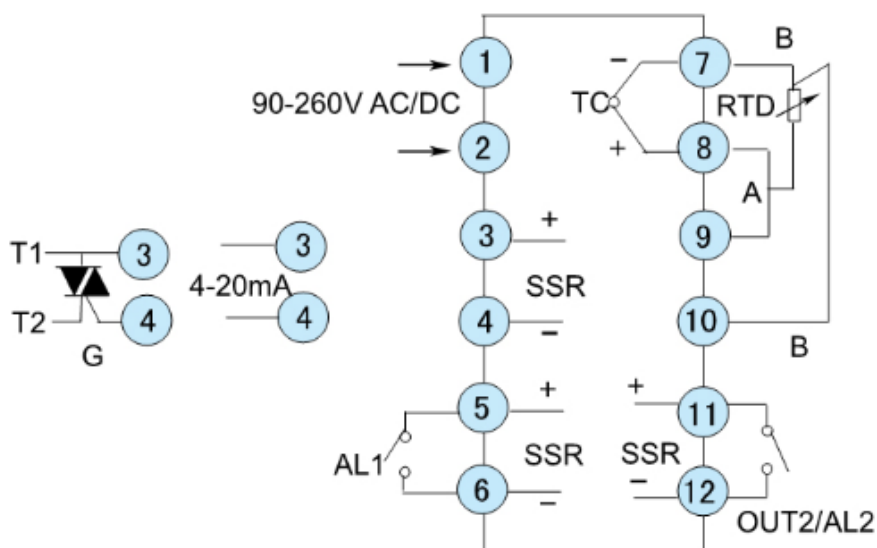 1
7
B
90-260V AC/DC
TC
−
+
RTD
2
8
A
T1
3
3
3
+
9
4-20mA
SSR
T2
4
4
4
−
10
G
B
5
+
+
11
AL1
SSR
SSR
6
−
−
12
OUT2/AL2